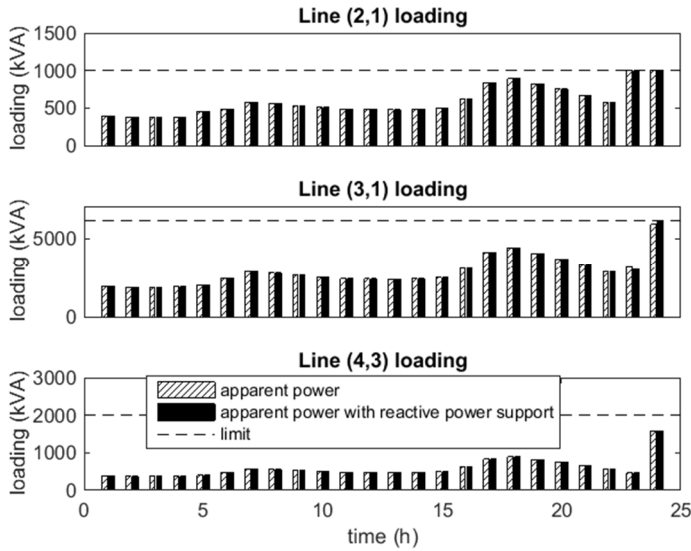 Line (2,1) loading
loading (kVA)
1500
1000
500
0
Line (3,1) loading
loading (kVA)
5000
0
Line (4,3) loading
loading (kVA)
3000
2000
1000
0
apparent power
apparent power with reactive power support
limit
0 5 10 15 20 25
time (h)